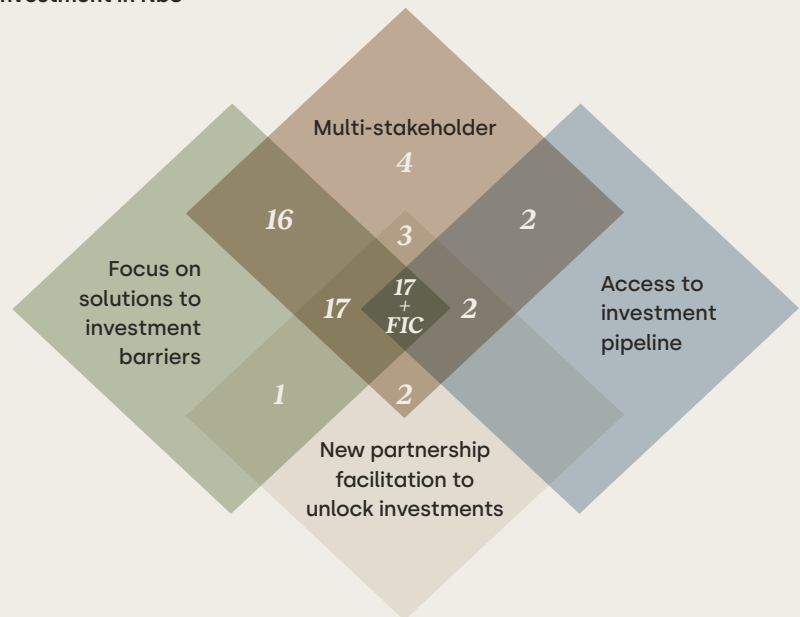 Multi-stakeholder
4
16
2
3
Focus on
solutions to
investment
barriers
17
17
+
FIC
2
Access to
investment
pipeline
1
2
New partnership
facilitation to
unlock investments